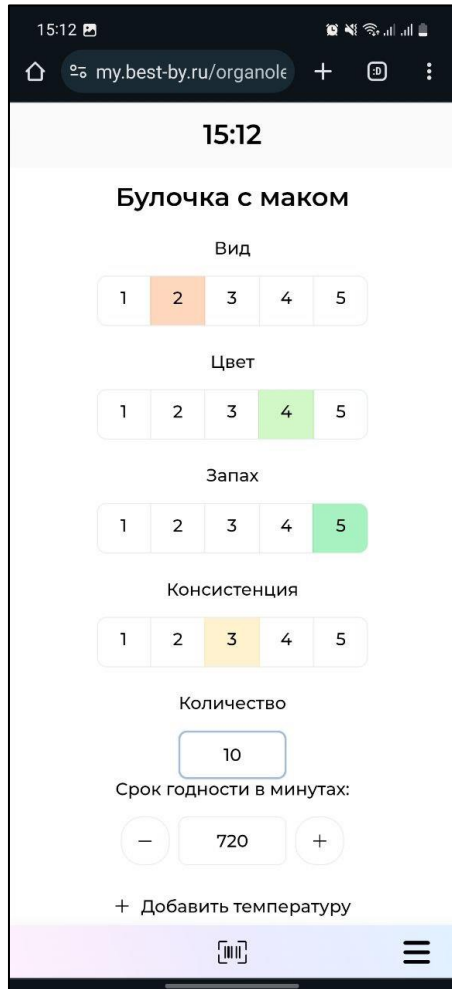 15:12
my.best-by.ru/organole
:D
15:12
Булочка с маком
Вид
1 2 3 4 5
Цвет
1 2 3 4 5
Запах
1 2 3 4 5
Консистенция
1 2 3 4 5
Количество
10
Срок годности в минутах:
− 720 +
+ Добавить температуру